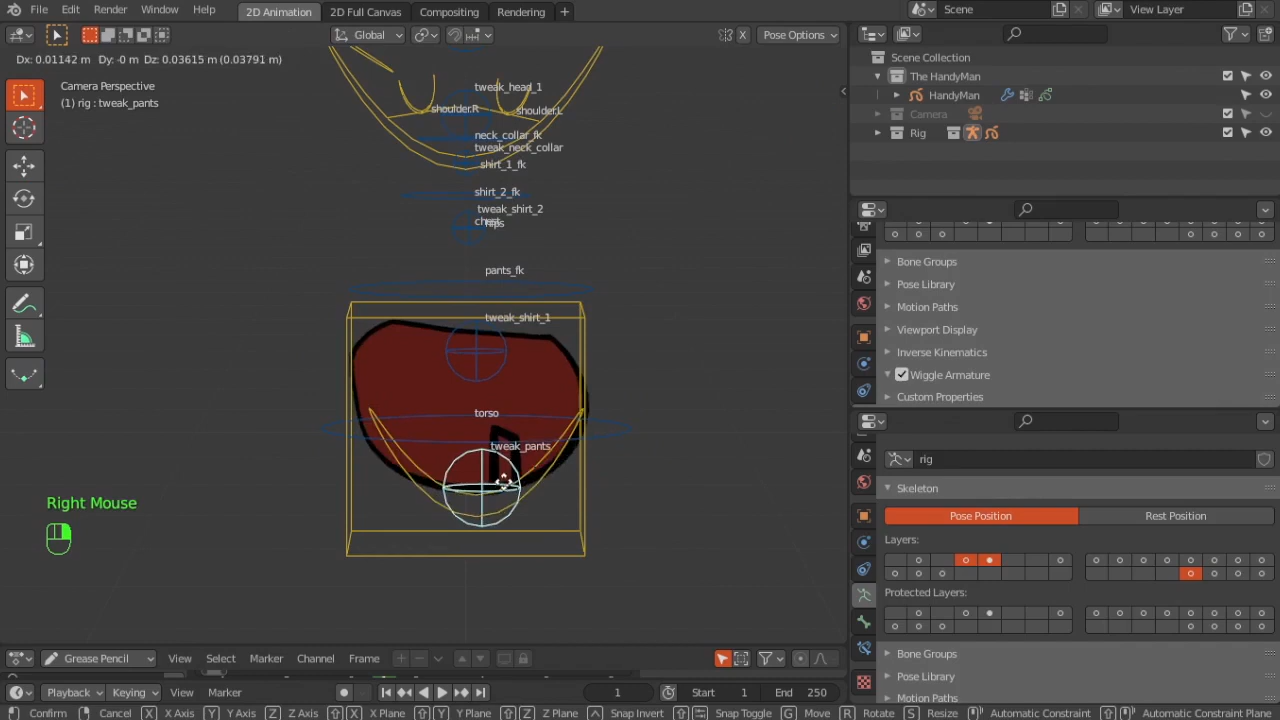 File Edit Render Window Help 2D Animation 2D Full Canvas Compositing Rendering + Scene View Layer
Global X Pose Options
Dx: 0.01142 m Dy: -0 m Dz: 0.03615 m (0.03791 m)
Camera Perspective
(1) rig : tweak_pants
tweak_head_1
shoulder.R
shoulder.L
neck_collar_fk
tweak_neck_collar
shirt_1_fk
shirt_2_fk
tweak_shirt_2
chest
hips
pants_fk
tweak_shirt_1
torso
tweak_pants
Right Mouse
Scene Collection
The HandyMan
HandyMan
Camera
Rig
Bone Groups
Pose Library
Motion Paths
Viewport Display
Inverse Kinematics
Wiggle Armature
Custom Properties
rig
Skeleton
Pose Position Rest Position
Layers:
Protected Layers:
Bone Groups
Pose Library
Motion Paths
Grease Pencil View Select Marker Channel Frame
Playback Keying View Marker 1 Start 1 End 250
Confirm Cancel X X Axis Y Y Axis Z Z Axis X X Plane Y Y Plane Z Z Plane Snap Invert Snap Toggle G Move R Rotate S Resize Automatic Constraint Automatic Constraint Plane